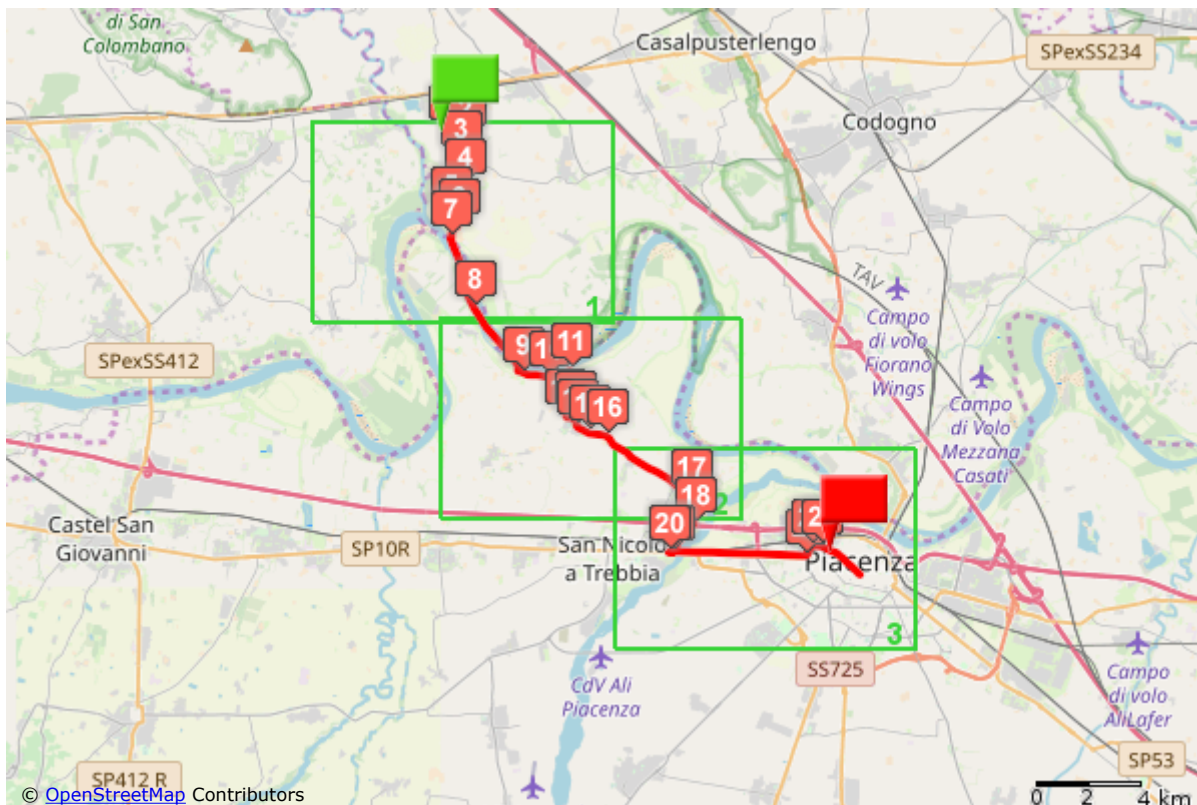 di San
Colombano
Casalpusterlengo
SPexSS234
Codogno
3
4
7
8
1
TAV
Campo
di volo
Fiorano
Wings
9
11
SPexSS412
16
Campo
di Volo
Mezzana
Casati
17
18
2
20
Castel San
Giovanni
SP10R
San Nicolò
a Trebbia
Piacenza
3
SS725
CdV Ali
Piacenza
Campo
di volo
AliLafer
SP53
SP412 R
© OpenStreetMap Contributors
0 2 4 km